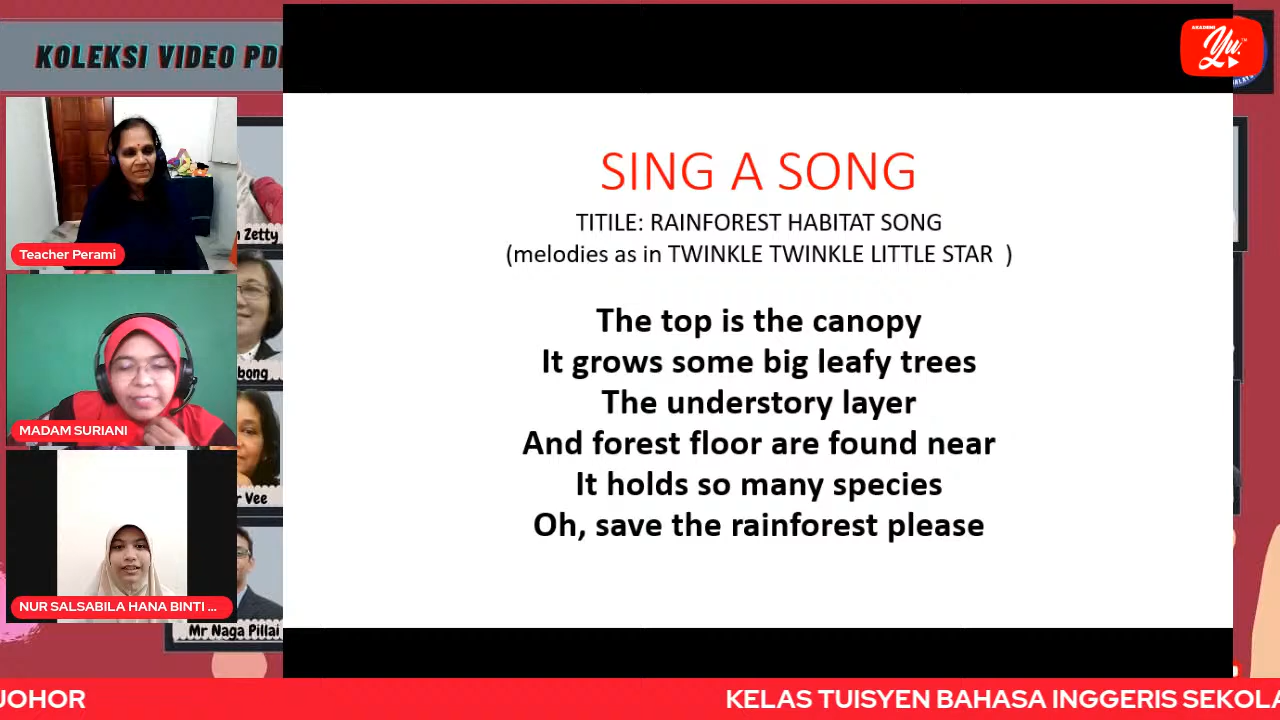 KOLEKSI VIDEO
AKADEMI
Yu
Zetty
Teacher Perami
MADAM SURIANI
Vee
NUR SALSABILA HANA BINTI ...
Mr Naga Pillai
SING A SONG
TITILE: RAINFOREST HABITAT SONG
(melodies as in TWINKLE TWINKLE LITTLE STAR )
The top is the canopy
It grows some big leafy trees
The understory layer
And forest floor are found near
It holds so many species
Oh, save the rainforest please
JOHOR
KELAS TUISYEN BAHASA INGGERIS